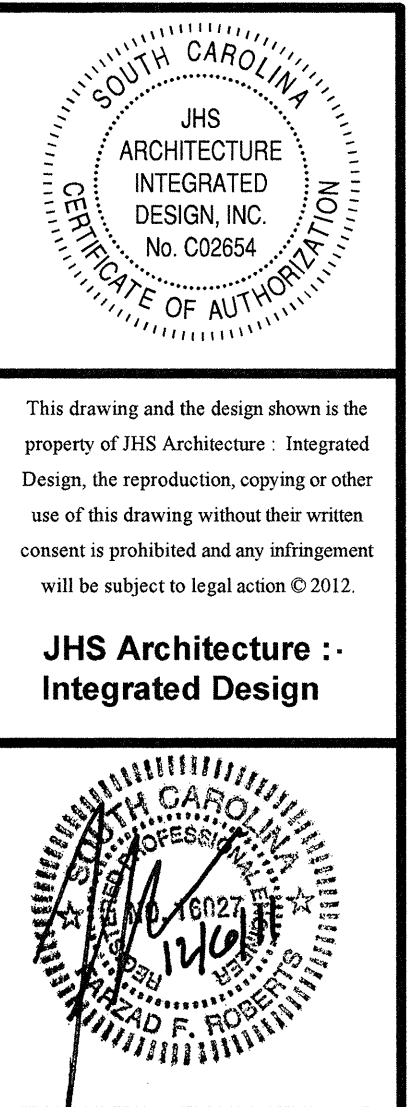 SOUTH CAROLINA
JHS
ARCHITECTURE
INTEGRATED
DESIGN, INC.
No. C02654
CERTIFICATE OF AUTHORIZATION
This drawing and the design shown is the
property of JHS Architecture : Integrated
Design, the reproduction, copying or other
use of this drawing without their written
consent is prohibited and any infringement
will be subject to legal action © 2012.
JHS Architecture :·
Integrated Design
SOUTH CAROLINA
REGISTERED PROFESSIONAL ENGINEER
NO. 16027
12/6/11
FARZAD F. ROBERTS